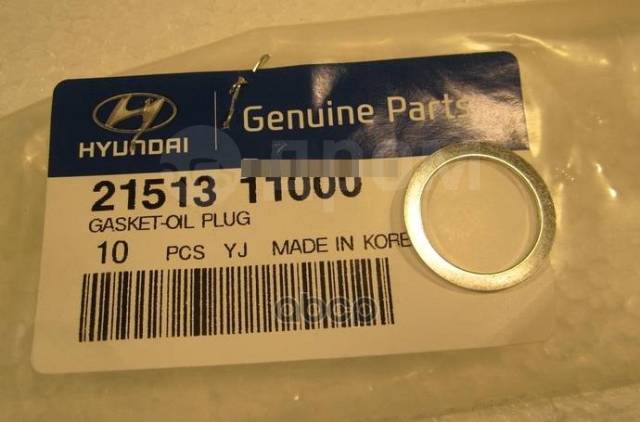 HYUNDAI
Genuine Parts
21513 11000
GASKET-OIL PLUG
10 PCS YJ MADE IN KORE